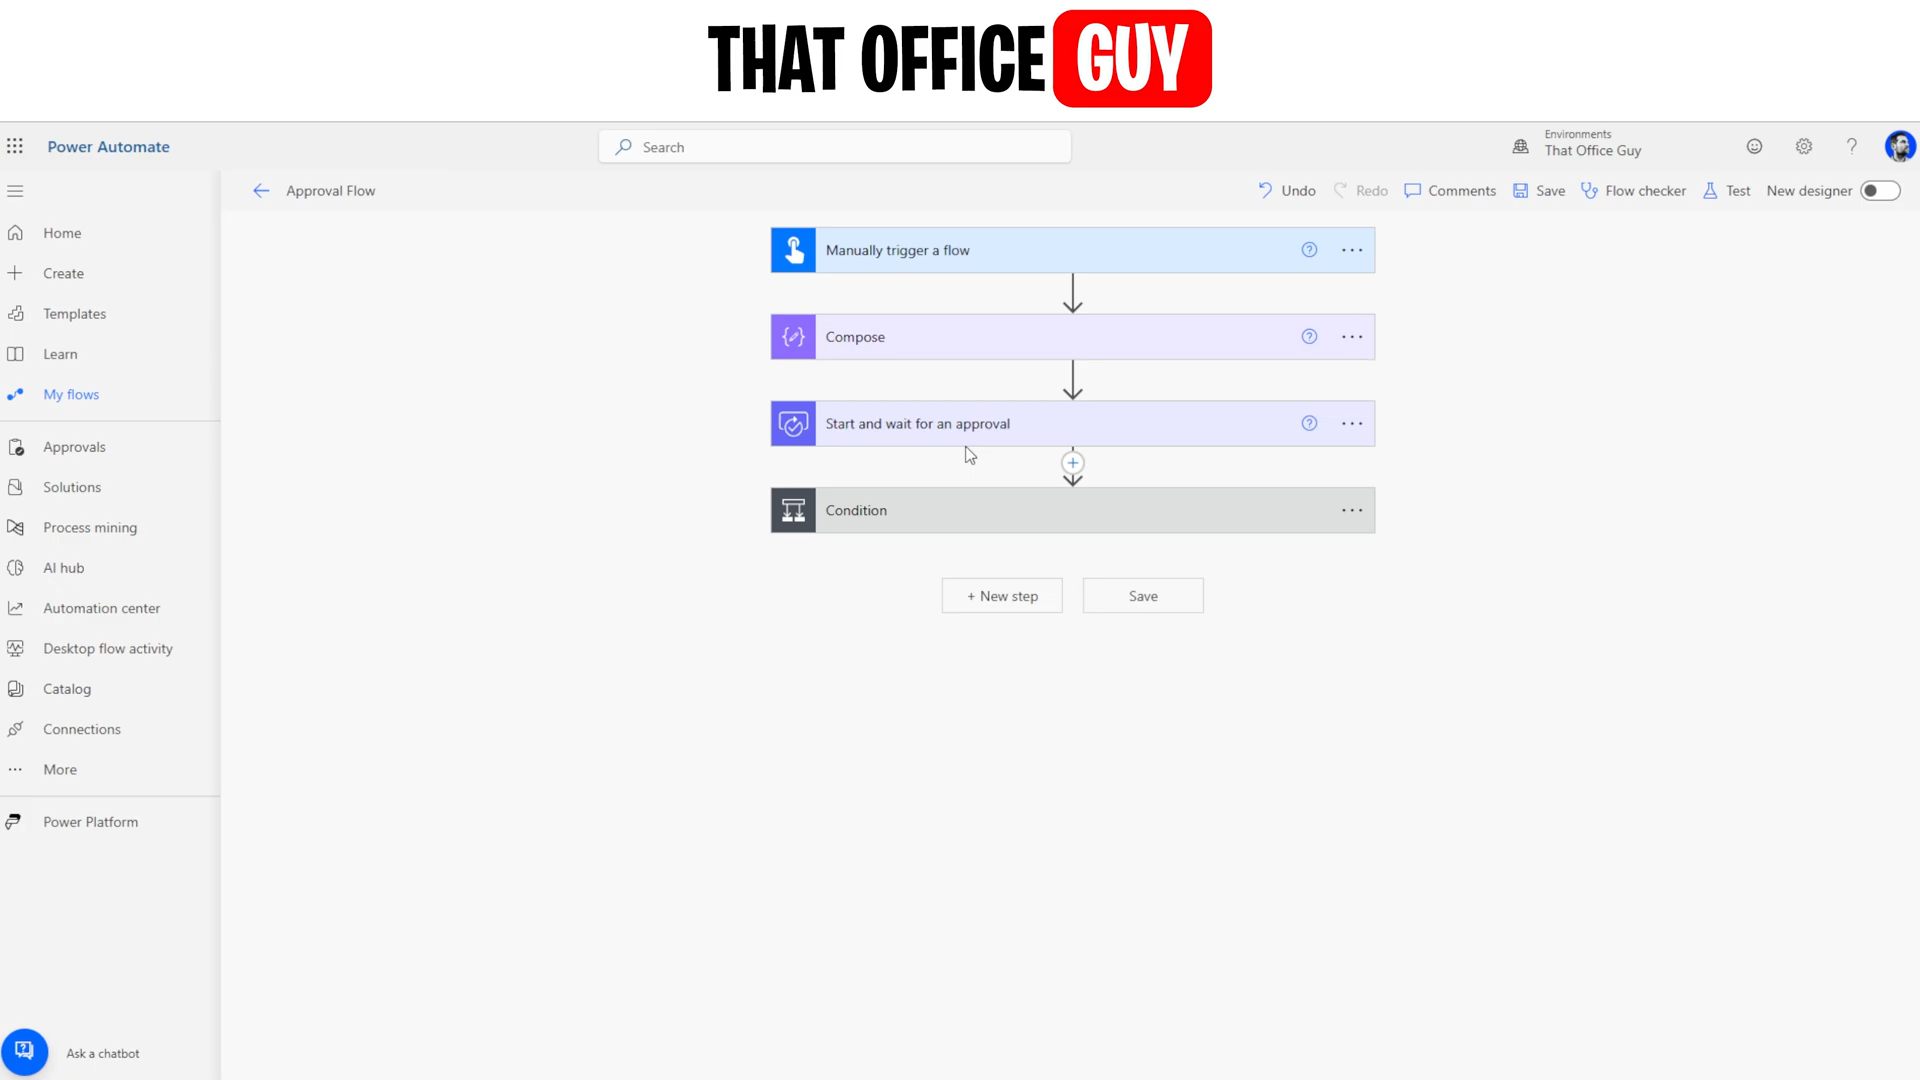 THAT OFFICE GUY
Power Automate
Search
Environments
That Office Guy
?
Approval Flow
Undo
Redo
Comments
Save
Flow checker
Test
New designer
Home
Create
Templates
Learn
My flows
Approvals
Solutions
Process mining
AI hub
Automation center
Desktop flow activity
Catalog
Connections
More
Power Platform
Ask a chatbot
Manually trigger a flow
?
Compose
?
Start and wait for an approval
?
Condition
+ New step
Save